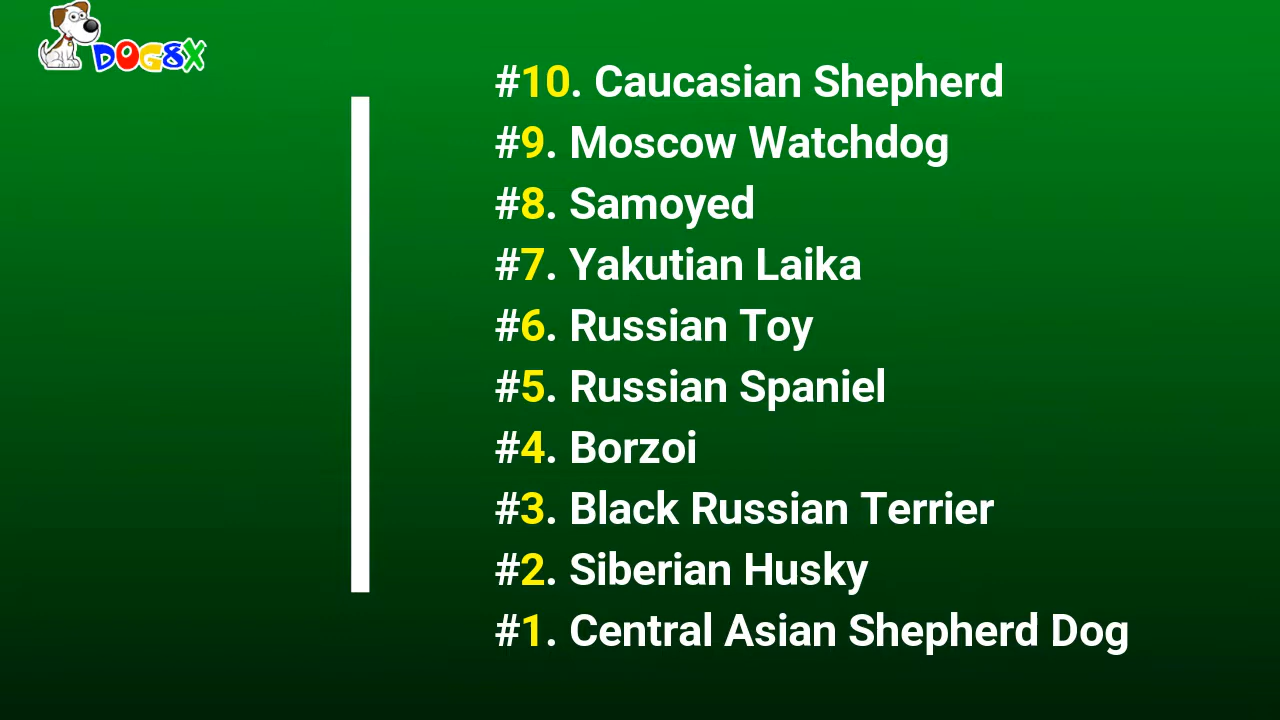 DOG8X
#10. Caucasian Shepherd
#9. Moscow Watchdog
#8. Samoyed
#7. Yakutian Laika
#6. Russian Toy
#5. Russian Spaniel
#4. Borzoi
#3. Black Russian Terrier
#2. Siberian Husky
#1. Central Asian Shepherd Dog